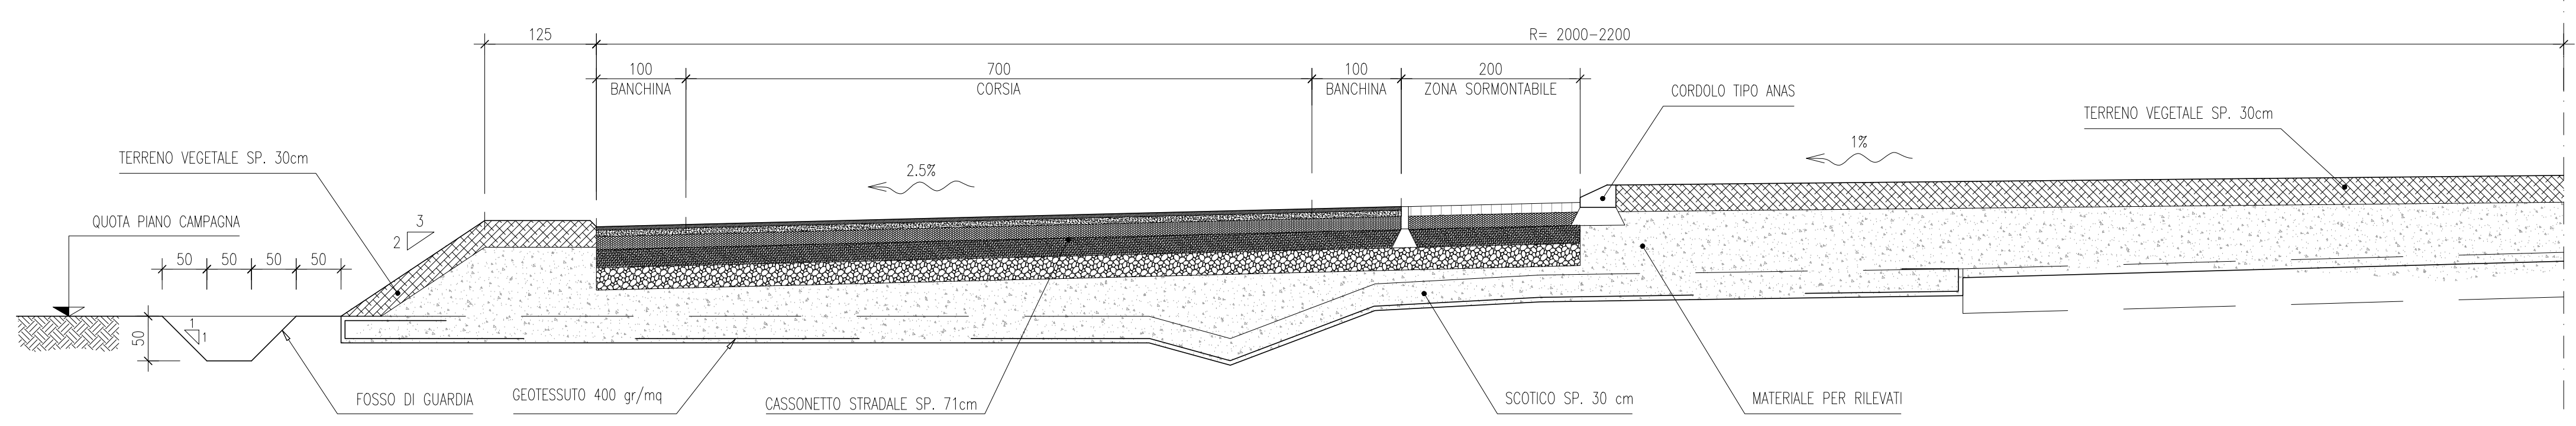 125
R= 2000-2200
100
BANCHINA
700
CORSIA
100
BANCHINA
200
ZONA SORMONTABILE
CORDOLO TIPO ANAS
TERRENO VEGETALE SP. 30cm
TERRENO VEGETALE SP. 30cm
2.5%
1%
QUOTA PIANO CAMPAGNA
3
2
50
50
50
50
50
1
1
FOSSO DI GUARDIA
GEOTESSUTO 400 gr/mq
CASSONETTO STRADALE SP. 71cm
SCOTICO SP. 30 cm
MATERIALE PER RILEVATI